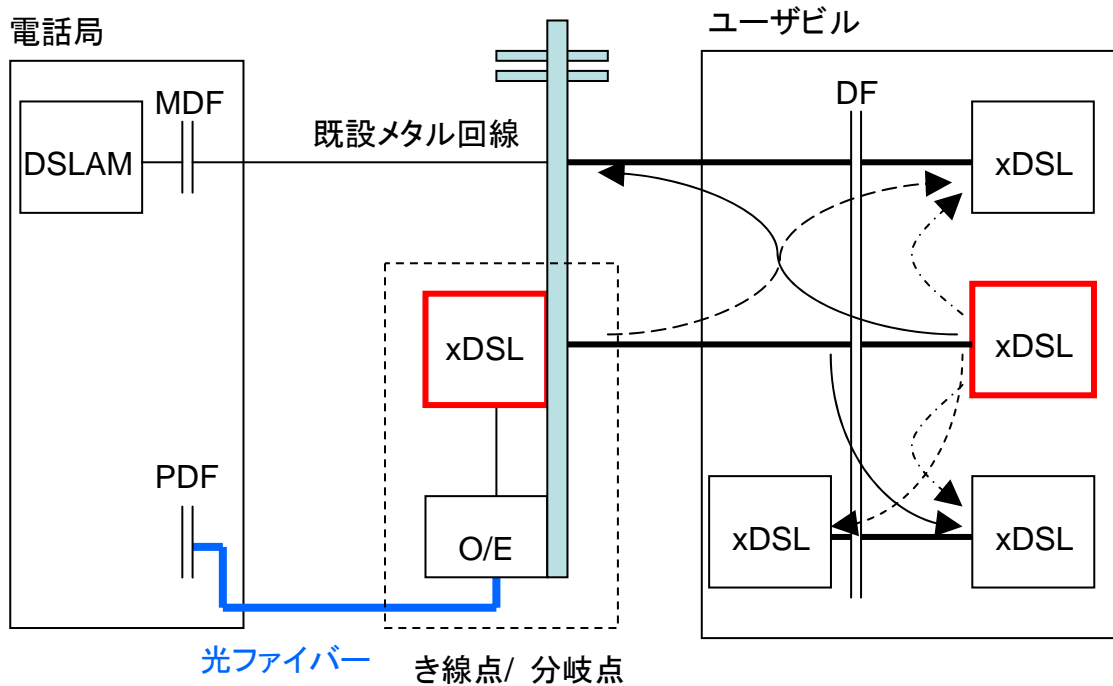 電話局
ユーザビル
MDF
DF
DSLAM
既設メタル回線
xDSL
xDSL
xDSL
PDF
O/E
xDSL
xDSL
光ファイバー
き線点/ 分岐点